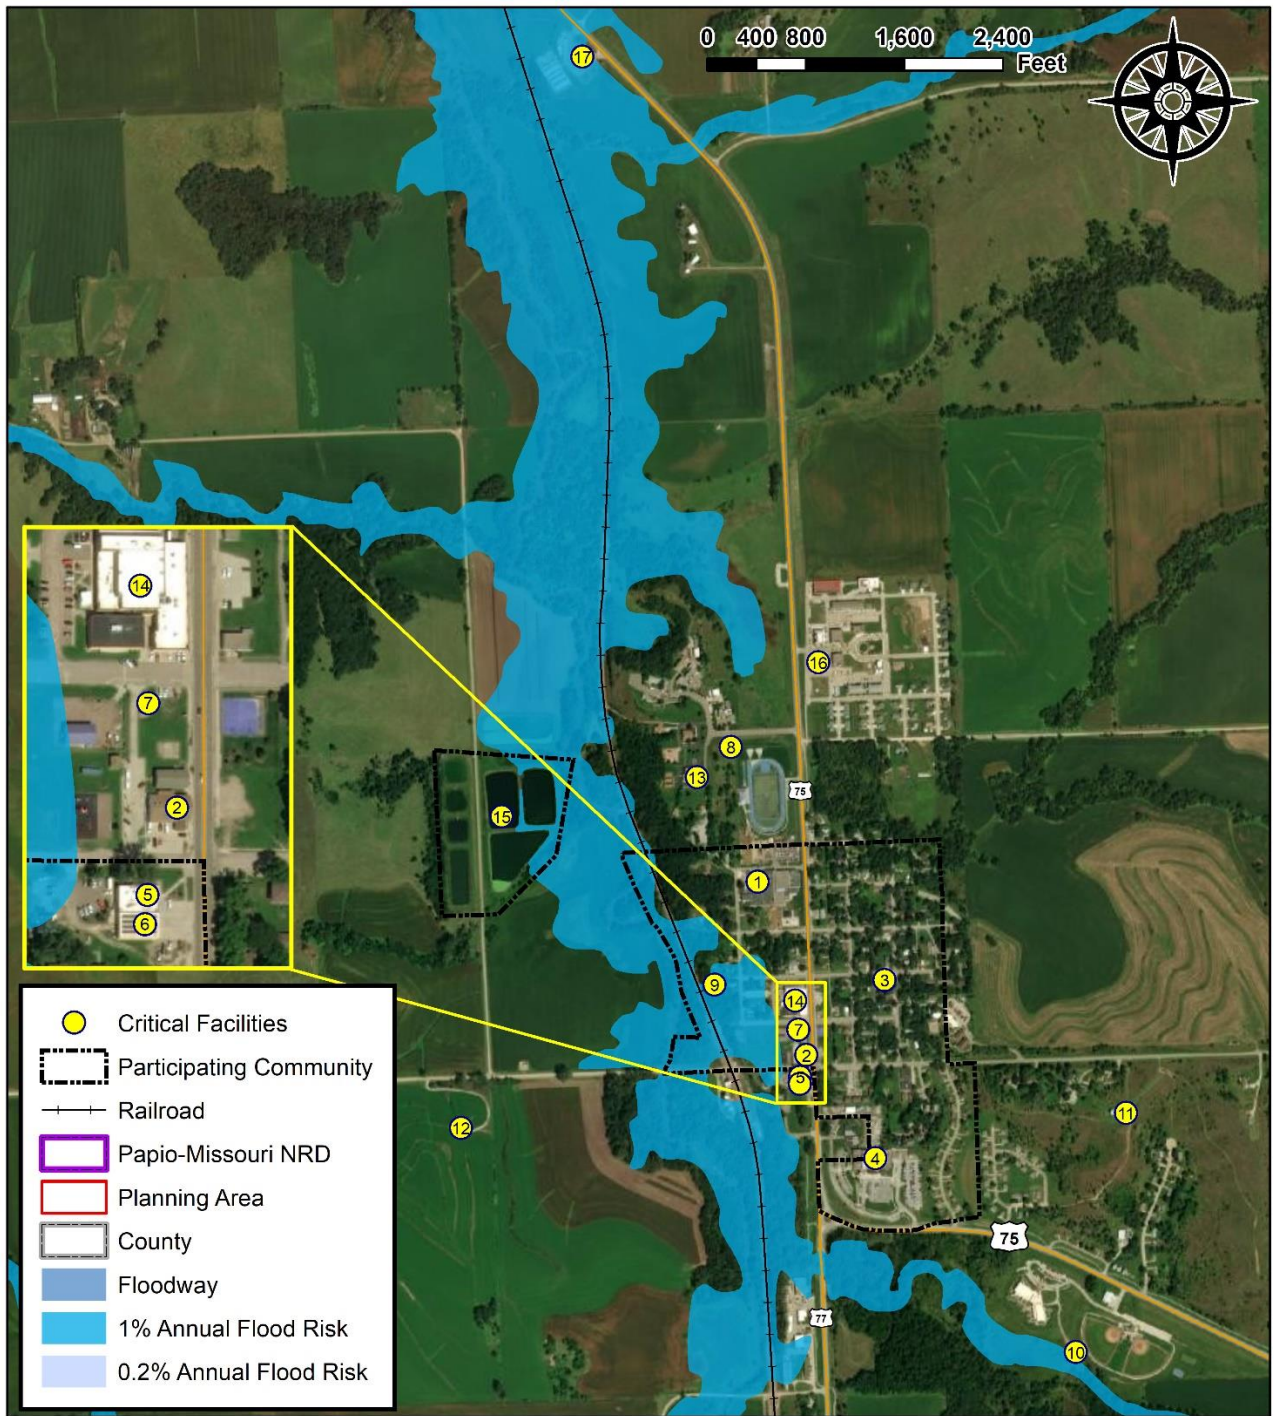 0 400 800 1,600 2,400
Feet
17
14
7
2
5
6
16
8
13
75
15
1
3
9
14
7
2
5
11
12
4
75
77
10
Critical Facilities
Participating Community
Railroad
Papio-Missouri NRD
Planning Area
County
Floodway
1% Annual Flood Risk
0.2% Annual Flood Risk